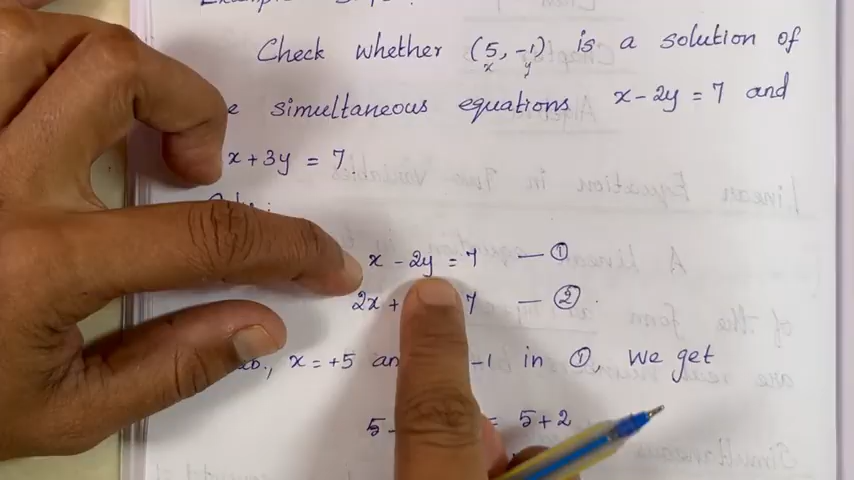 Check whether (5, -1) is a solution of
x y
simultaneous equations x - 2y = 7 and
x + 3y = 7.
x - 2y = 7 — ①
2x + 7 — ②
x = +5 -1 in ①, we get
5 - = 5 + 2